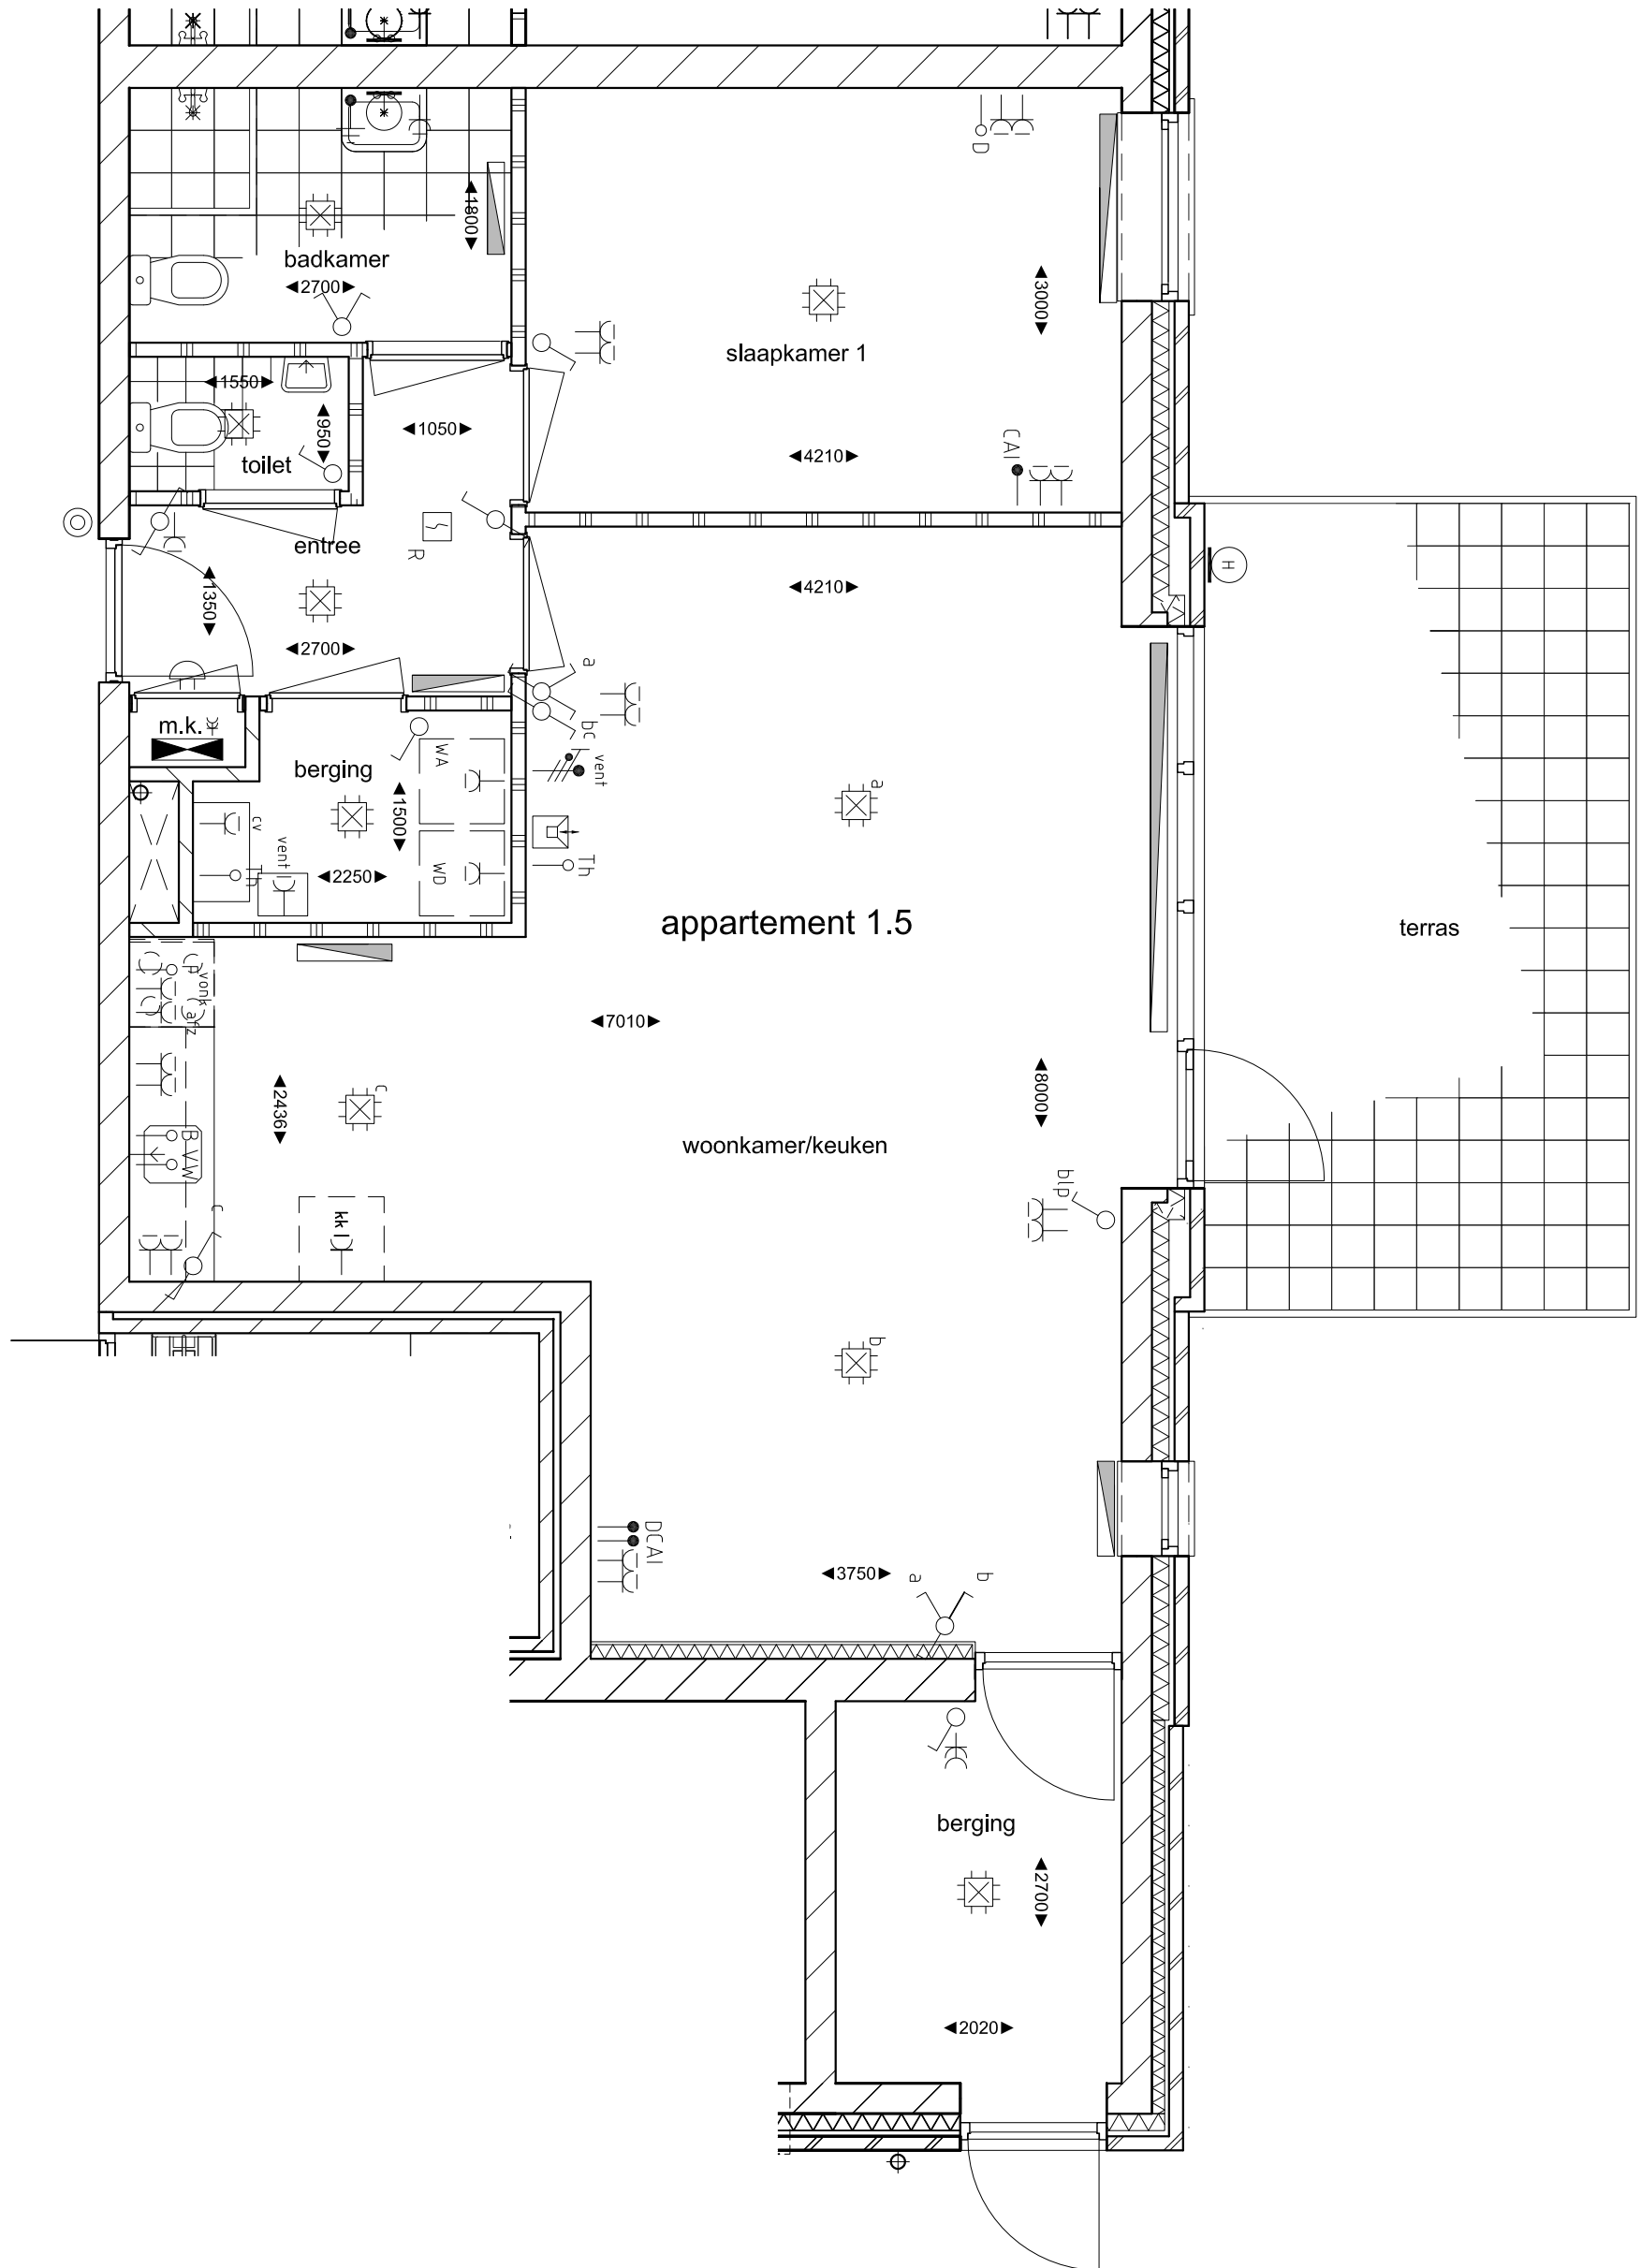 D
1800
badkamer
2700
3000
slaapkamer 1
1550
950
1050
CAI
4210
toilet
entree
R
H
1350
4210
2700
a
bc
m.k.
WA
vent
berging
a
1500
cv
vent
Th
WD
2250
Th
appartement 1.5
terras
vonk
afz
7010
c
2436
8000
B
VW
woonkamer/keuken
blp
c
kk
b
DCAI
3750
a
b
berging
2700
2020